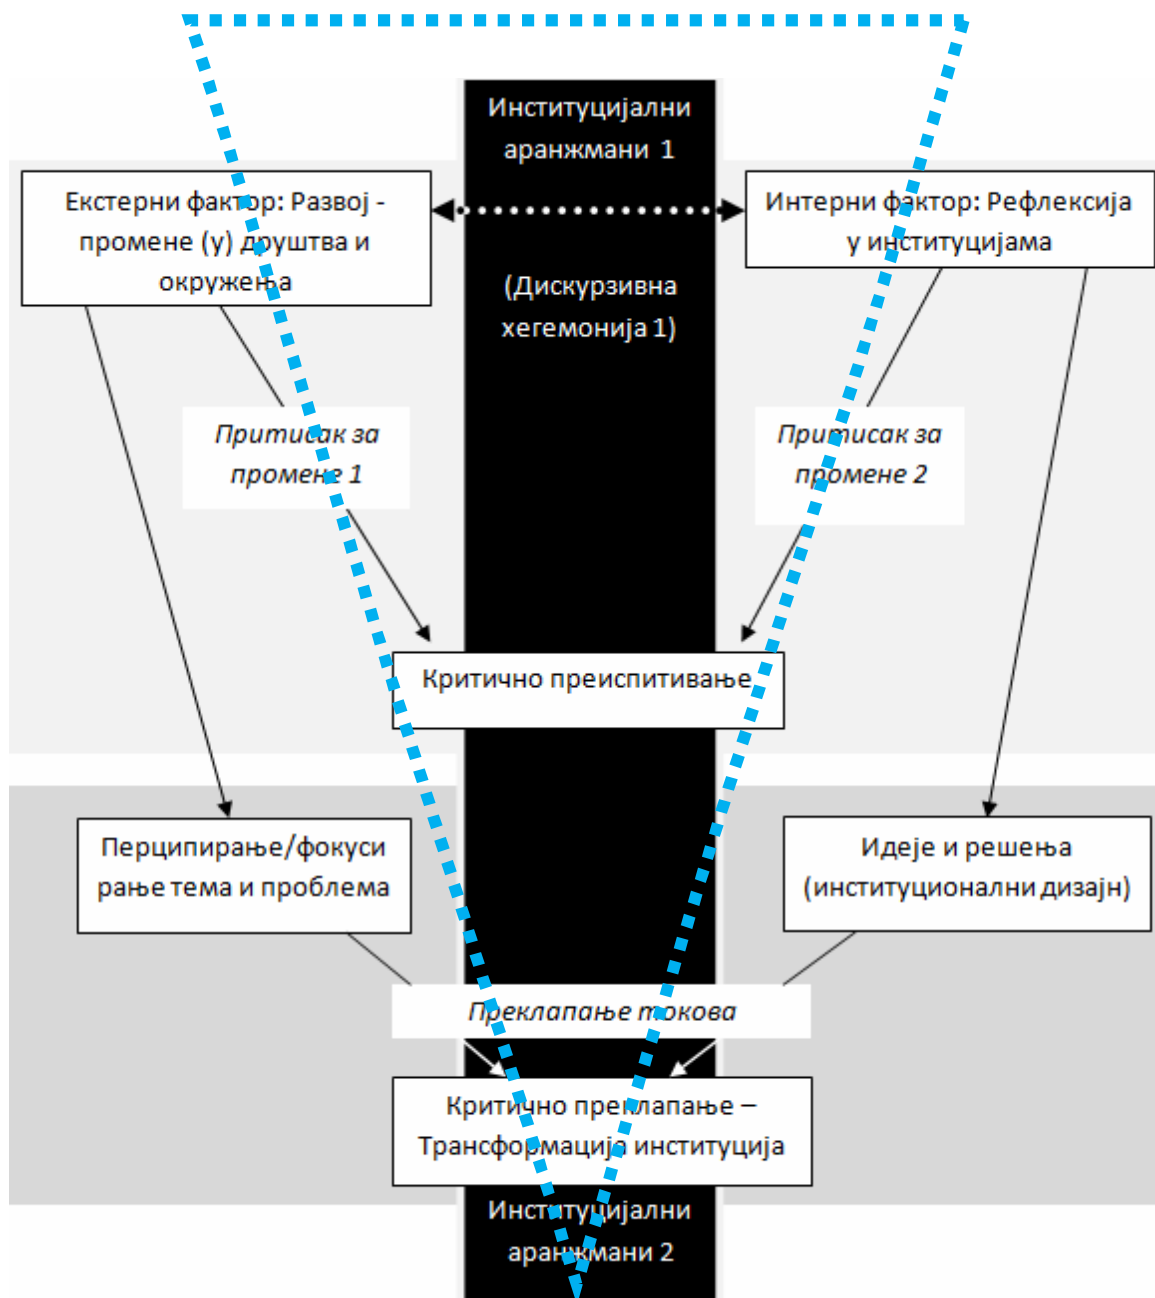 Институцијални
аранжмани 1
Екстерни фактор: Развој -
промене (у) друштва и
окружења
Интерни фактор: Рефлексија
у институцијама
(Дискурзивна
хегемонија 1)
Притисак за
промене 1
Притисак за
промене 2
Критично преиспитивање
Перципирање/фокуси
рање тема и проблема
Идеје и решења
(институционални дизајн)
Преклапање токова
Критично преклапање –
Трансформација институција
Институцијални
аранжмани 2